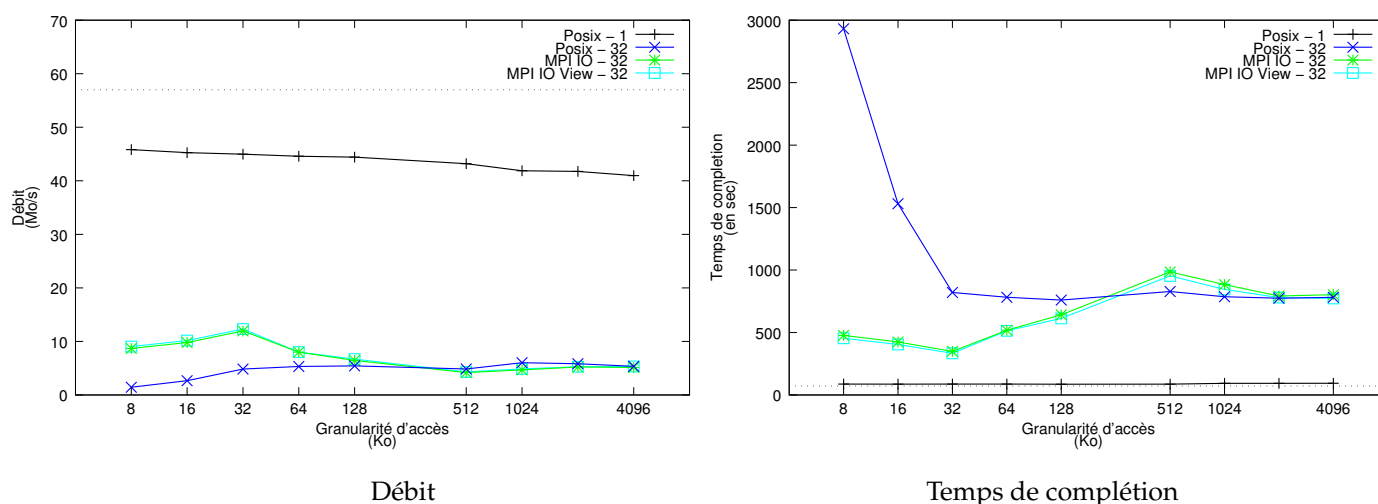 70
60
50
40
30
20
10
0
Débit
(Mo/s)
Posix − 1
Posix − 32
MPI IO − 32
MPI IO View − 32
8 16 32 64 128 512 1024 4096
Granularité d'accès
(Ko)
Débit
3000
2500
2000
1500
1000
500
0
Temps de completion
(en sec)
Posix − 1
Posix − 32
MPI IO − 32
MPI IO View − 32
8 16 32 64 128 512 1024 4096
Granularité d'accès
(Ko)
Temps de complétion